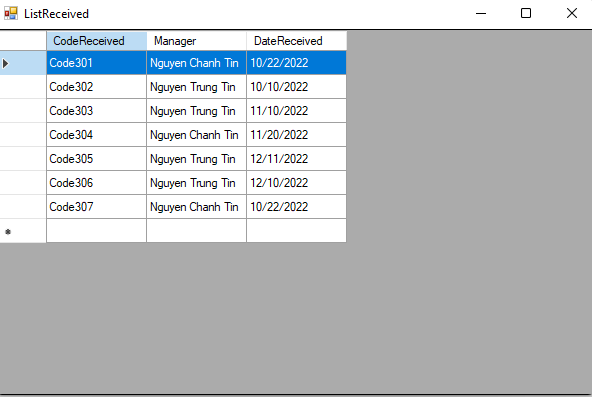 ListReceived
CodeReceived Manager DateReceived
Code301 Nguyen Chanh Tin 10/22/2022
Code302 Nguyen Trung Tin 10/10/2022
Code303 Nguyen Trung Tin 11/10/2022
Code304 Nguyen Chanh Tin 11/20/2022
Code305 Nguyen Trung Tin 12/11/2022
Code306 Nguyen Trung Tin 12/10/2022
Code307 Nguyen Chanh Tin 10/22/2022